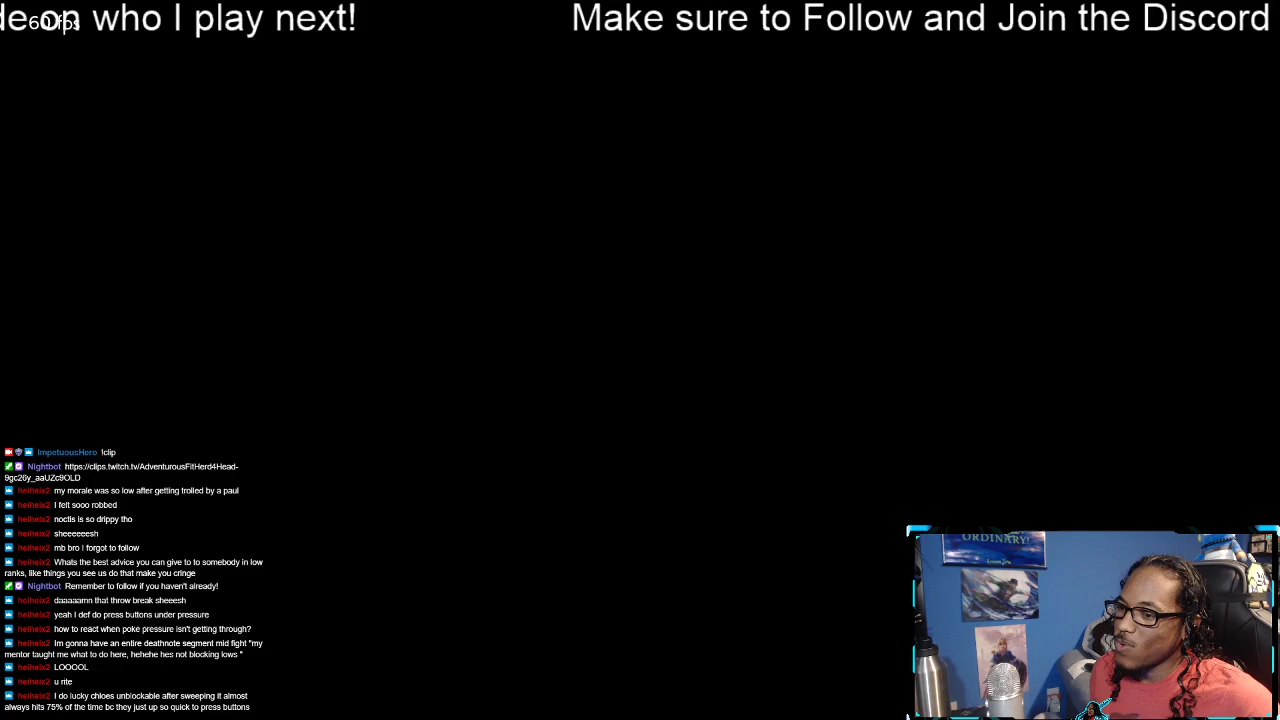 de on who I play next! Make sure to Follow and Join the Discord
60 fps
ImpetuousHero !clip
Nightbot https://clips.twitch.tv/AdventurousFitHerd4Head-
9gc26y_aaUZc9OLD
heiheix2 my morale was so low after getting trolled by a paul
heiheix2 I felt sooo robbed
heiheix2 noctis is so drippy tho
heiheix2 sheeeeeesh
heiheix2 mb bro i forgot to follow
heiheix2 Whats the best advice you can give to to somebody in low
ranks, like things you see us do that make you cringe
Nightbot Remember to follow if you haven't already!
heiheix2 daaaaamn that throw break sheeesh
heiheix2 yeah I def do press buttons under pressure
heiheix2 how to react when poke pressure isn't getting through?
heiheix2 Im gonna have an entire deathnote segment mid fight "my
mentor taught me what to do here, hehehe hes not blocking lows "
heiheix2 LOOOOL
heiheix2 u rite
heiheix2 I do lucky chloes unblockable after sweeping it almost
always hits 75% of the time bc they just up so quick to press buttons
ORDINARY!